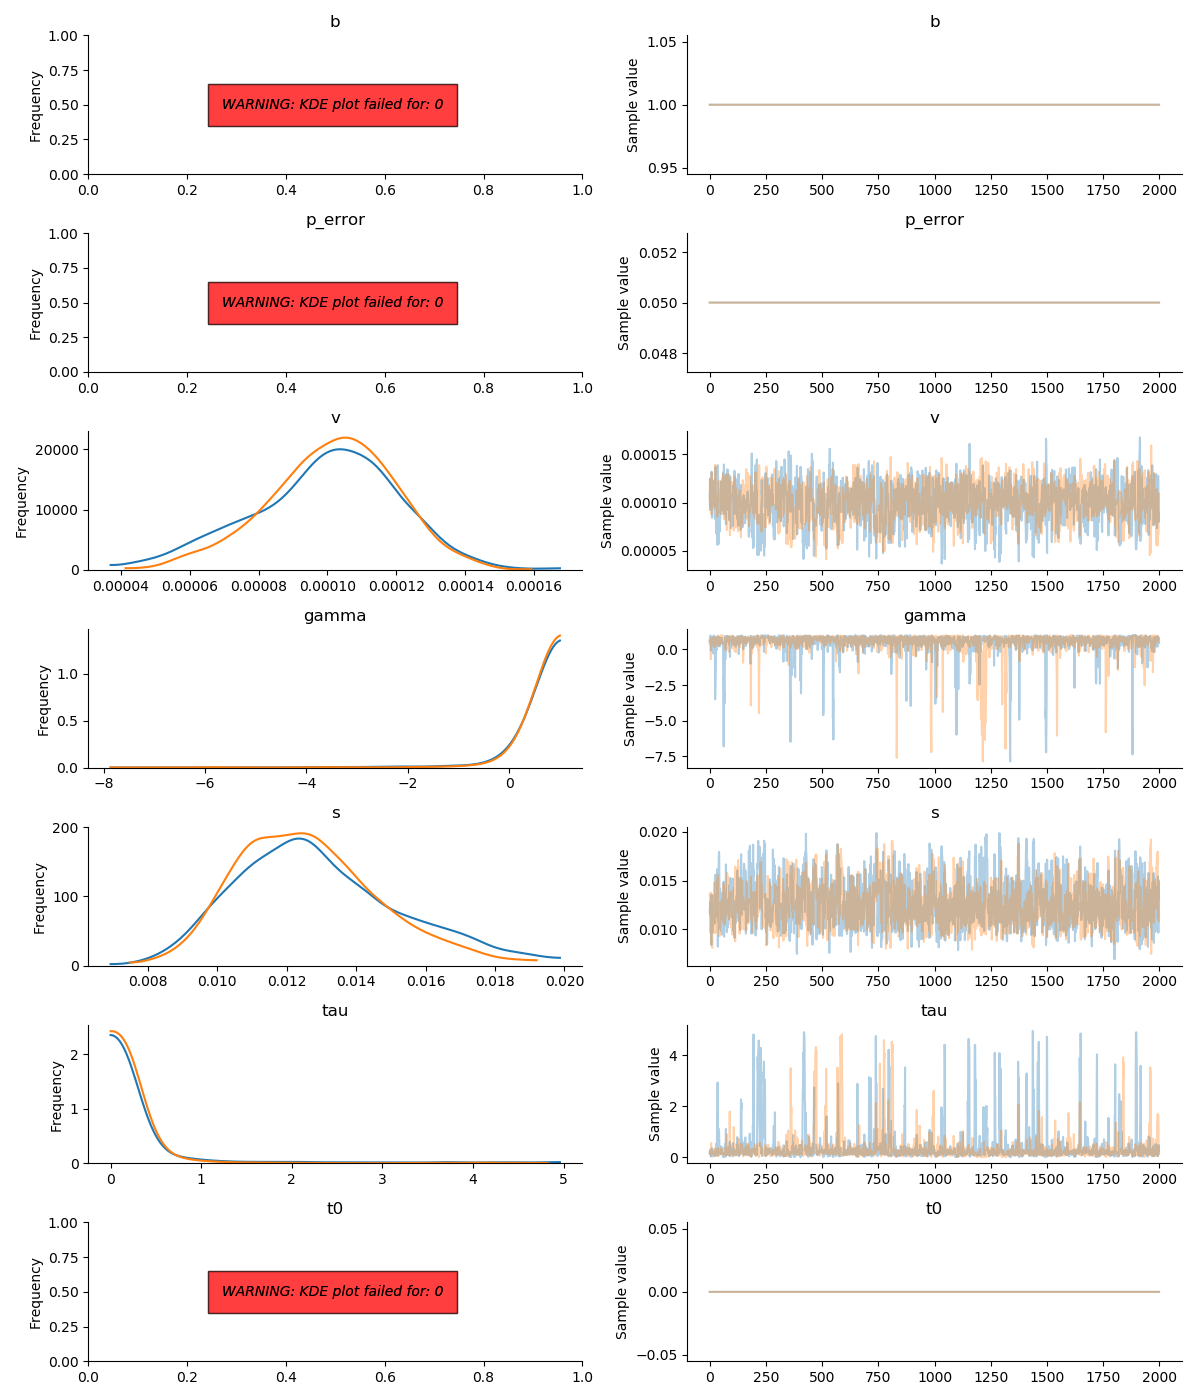 b
1.00
0.75
0.50
0.25
0.00
Frequency
WARNING: KDE plot failed for: 0
0.0 0.2 0.4 0.6 0.8 1.0
b
1.05
1.00
0.95
Sample value
0 250 500 750 1000 1250 1500 1750 2000
p_error
1.00
0.75
0.50
0.25
0.00
Frequency
WARNING: KDE plot failed for: 0
0.0 0.2 0.4 0.6 0.8 1.0
p_error
0.052
0.050
0.048
Sample value
0 250 500 750 1000 1250 1500 1750 2000
v
20000
10000
0
Frequency
0.00004 0.00006 0.00008 0.00010 0.00012 0.00014 0.00016
v
0.00015
0.00010
0.00005
Sample value
0 250 500 750 1000 1250 1500 1750 2000
gamma
1.0
0.5
0.0
Frequency
−8 −6 −4 −2 0
gamma
0.0
−2.5
−5.0
−7.5
Sample value
0 250 500 750 1000 1250 1500 1750 2000
s
200
100
0
Frequency
0.008 0.010 0.012 0.014 0.016 0.018 0.020
s
0.020
0.015
0.010
Sample value
0 250 500 750 1000 1250 1500 1750 2000
tau
2
1
0
Frequency
0 1 2 3 4 5
tau
4
2
0
Sample value
0 250 500 750 1000 1250 1500 1750 2000
t0
1.00
0.75
0.50
0.25
0.00
Frequency
WARNING: KDE plot failed for: 0
0.0 0.2 0.4 0.6 0.8 1.0
t0
0.05
0.00
−0.05
Sample value
0 250 500 750 1000 1250 1500 1750 2000